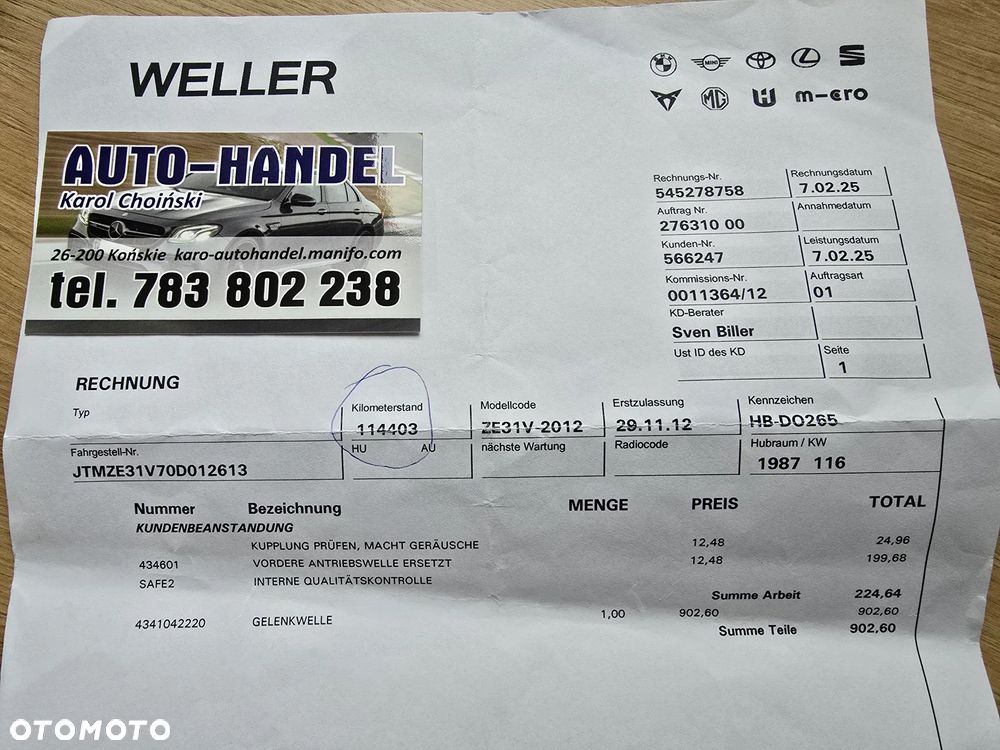 WELLER
MINI
MG
m-ero
AUTO-HANDEL
Karol Choiński
26-200 Końskie karo-autohandel.manifo.com
tel. 783 802 238
Rechnungs-Nr. Rechnungsdatum
545278758 7.02.25
Auftrag Nr. Annahmedatum
276310 00
Kunden-Nr. Leistungsdatum
566247 7.02.25
Kommissions-Nr. Auftragsart
0011364/12 01
KD-Berater
Sven Biller
Ust ID des KD Seite
1
RECHNUNG
Typ Kilometerstand Modellcode Erstzulassung Kennzeichen
114403 ZE31V-2012 29.11.12 HB-DO265
Fahrgestell-Nr. HU AU nächste Wartung Radiocode Hubraum / KW
JTMZE31V70D012613 1987 116
Nummer Bezeichnung MENGE PREIS TOTAL
KUNDENBEANSTANDUNG
KUPPLUNG PRÜFEN, MACHT GERÄUSCHE 12,48 24,96
434601 VORDERE ANTRIEBSWELLE ERSETZT 12,48 199,68
SAFE2 INTERNE QUALITÄTSKONTROLLE
Summe Arbeit 224,64
4341042220 GELENKWELLE 1,00 902,60 902,60
Summe Teile 902,60
OTOMOTO